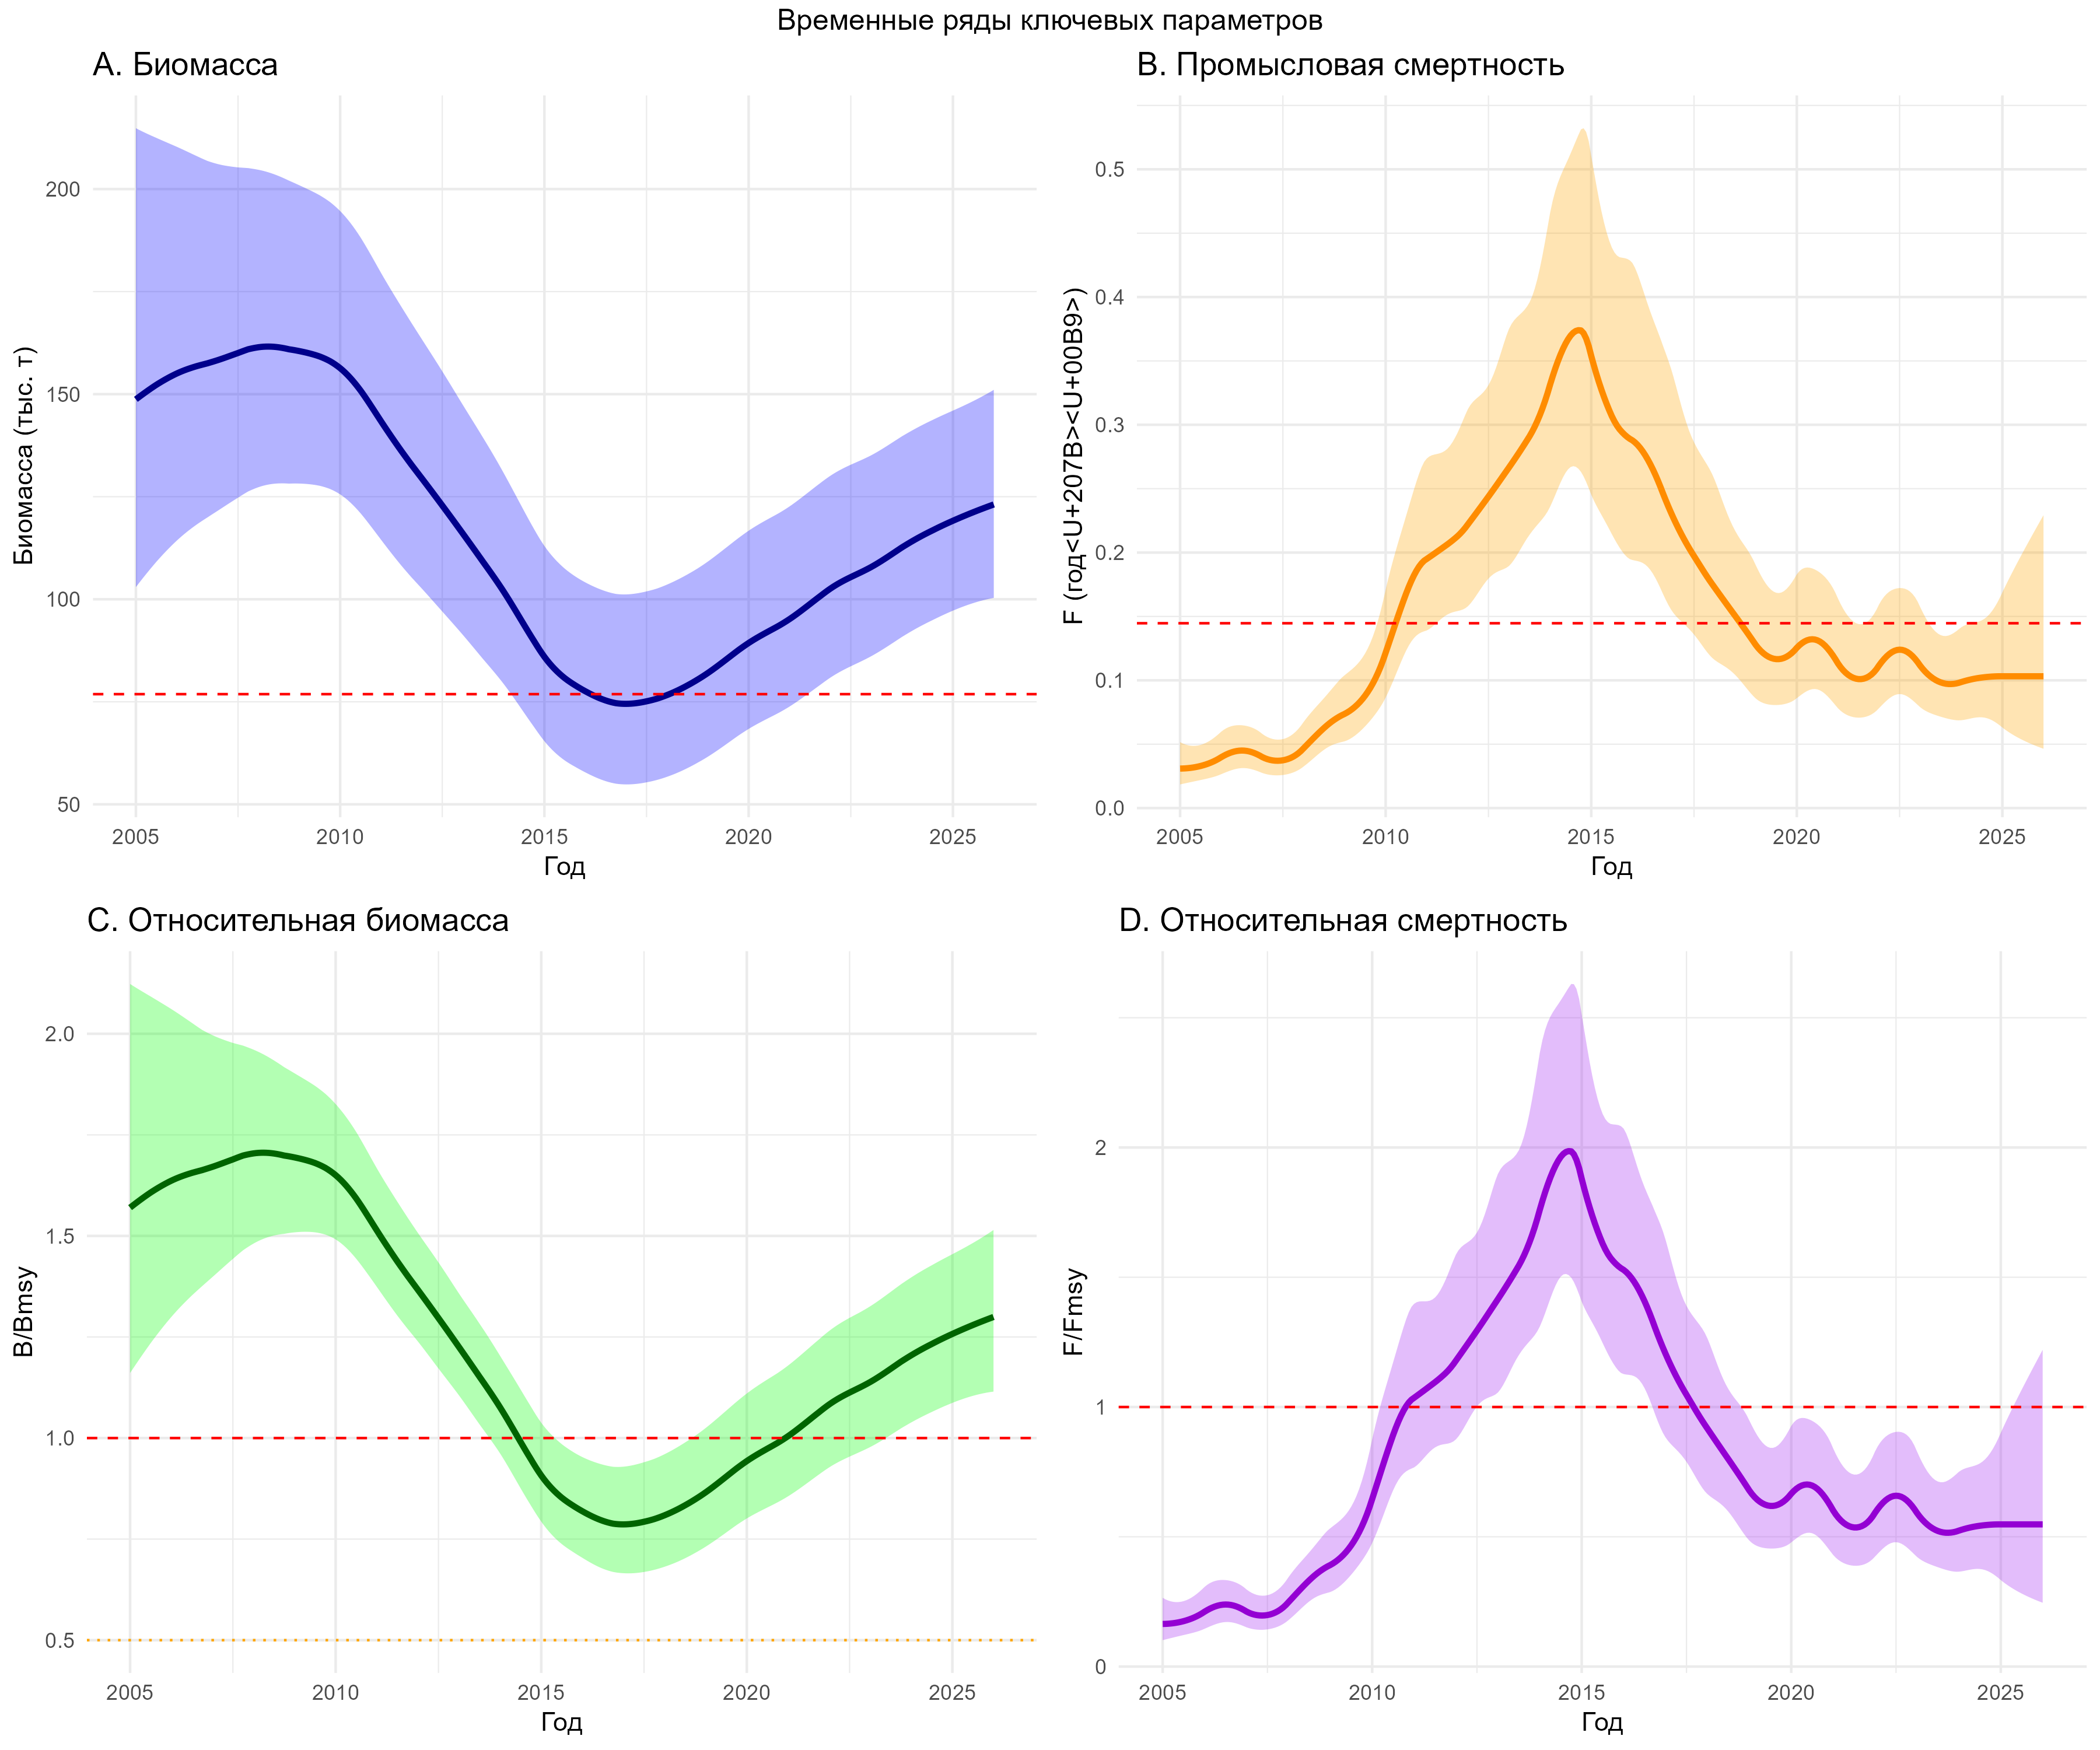 Временные ряды ключевых параметров
A. Биомасса
Биомасса (тыс. т)
200
150
100
50
2005 2010 2015 2020 2025
Год
B. Промысловая смертность
F (год<U+207B><U+00B9>)
0.5
0.4
0.3
0.2
0.1
0.0
2005 2010 2015 2020 2025
Год
C. Относительная биомасса
B/Bmsy
2.0
1.5
1.0
0.5
2005 2010 2015 2020 2025
Год
D. Относительная смертность
F/Fmsy
2
1
0
2005 2010 2015 2020 2025
Год